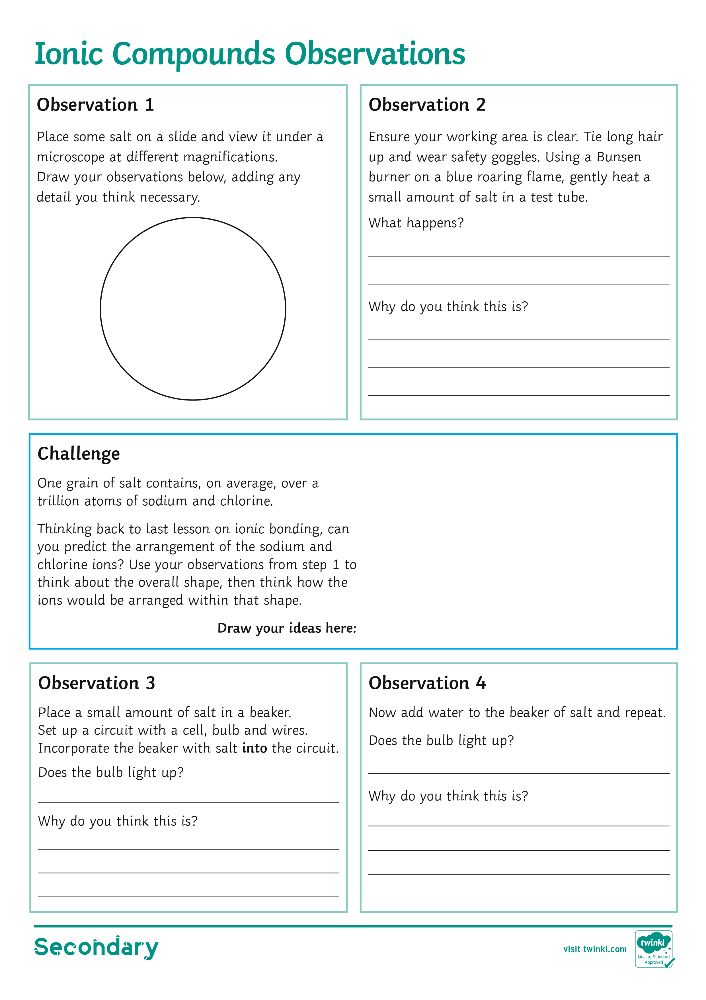 Ionic Compounds Observations
Observation 1
Place some salt on a slide and view it under a
microscope at different magnifications.
Draw your observations below, adding any
detail you think necessary.
Observation 2
Ensure your working area is clear. Tie long hair
up and wear safety goggles. Using a Bunsen
burner on a blue roaring flame, gently heat a
small amount of salt in a test tube.
What happens?
Why do you think this is?
Challenge
One grain of salt contains, on average, over a
trillion atoms of sodium and chlorine.
Thinking back to last lesson on ionic bonding, can
you predict the arrangement of the sodium and
chlorine ions? Use your observations from step 1 to
think about the overall shape, then think how the
ions would be arranged within that shape.
Draw your ideas here:
Observation 3
Place a small amount of salt in a beaker.
Set up a circuit with a cell, bulb and wires.
Incorporate the beaker with salt into the circuit.
Does the bulb light up?
Why do you think this is?
Observation 4
Now add water to the beaker of salt and repeat.
Does the bulb light up?
Why do you think this is?
Secondary
visit twinkl.com
twinkl
Quality Standard
Approved